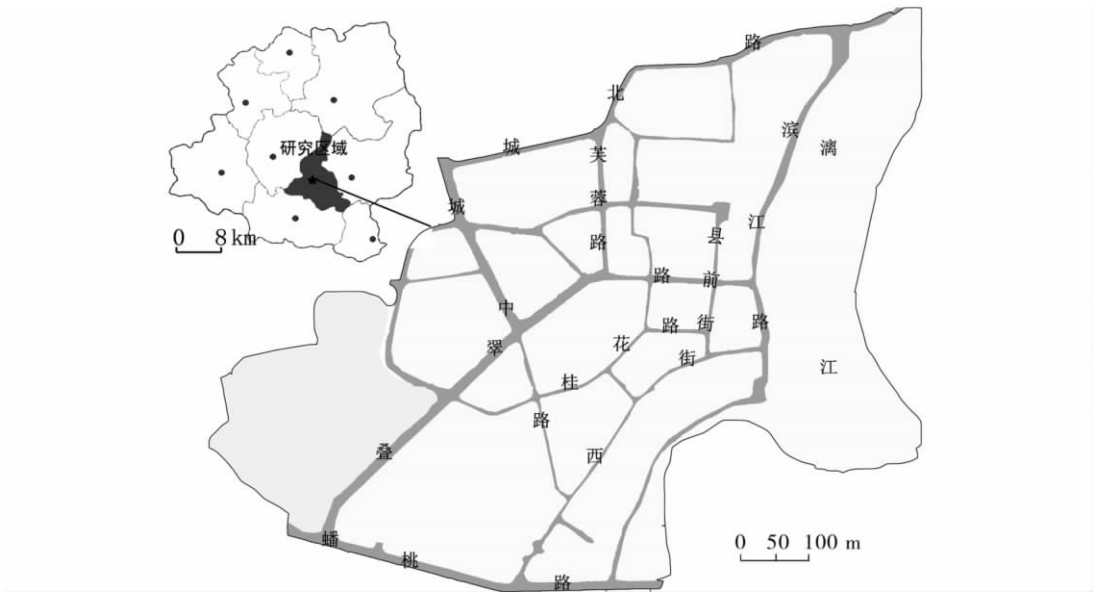 研究区域
0 8 km
城北路
芙蓉路
滨江路
漓江
城中路
县前街
叠翠路
桂花路
西街
蟠桃路
0 50 100 m